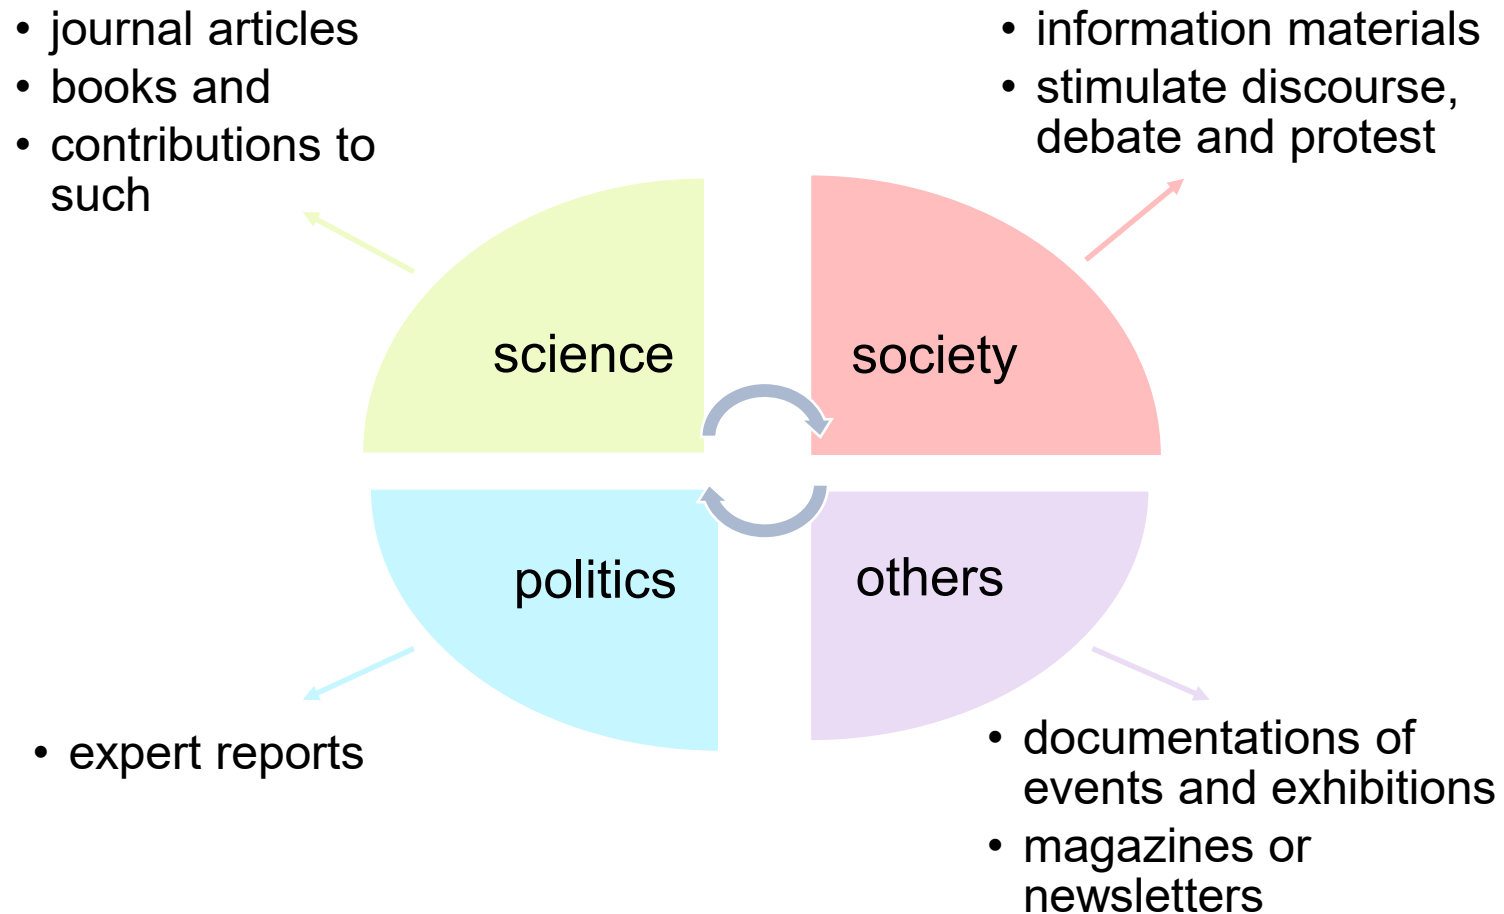 • journal articles
• books and
• contributions to
such
• information materials
• stimulate discourse,
debate and protest
science
society
politics
others
• expert reports
• documentations of
events and exhibitions
• magazines or
newsletters